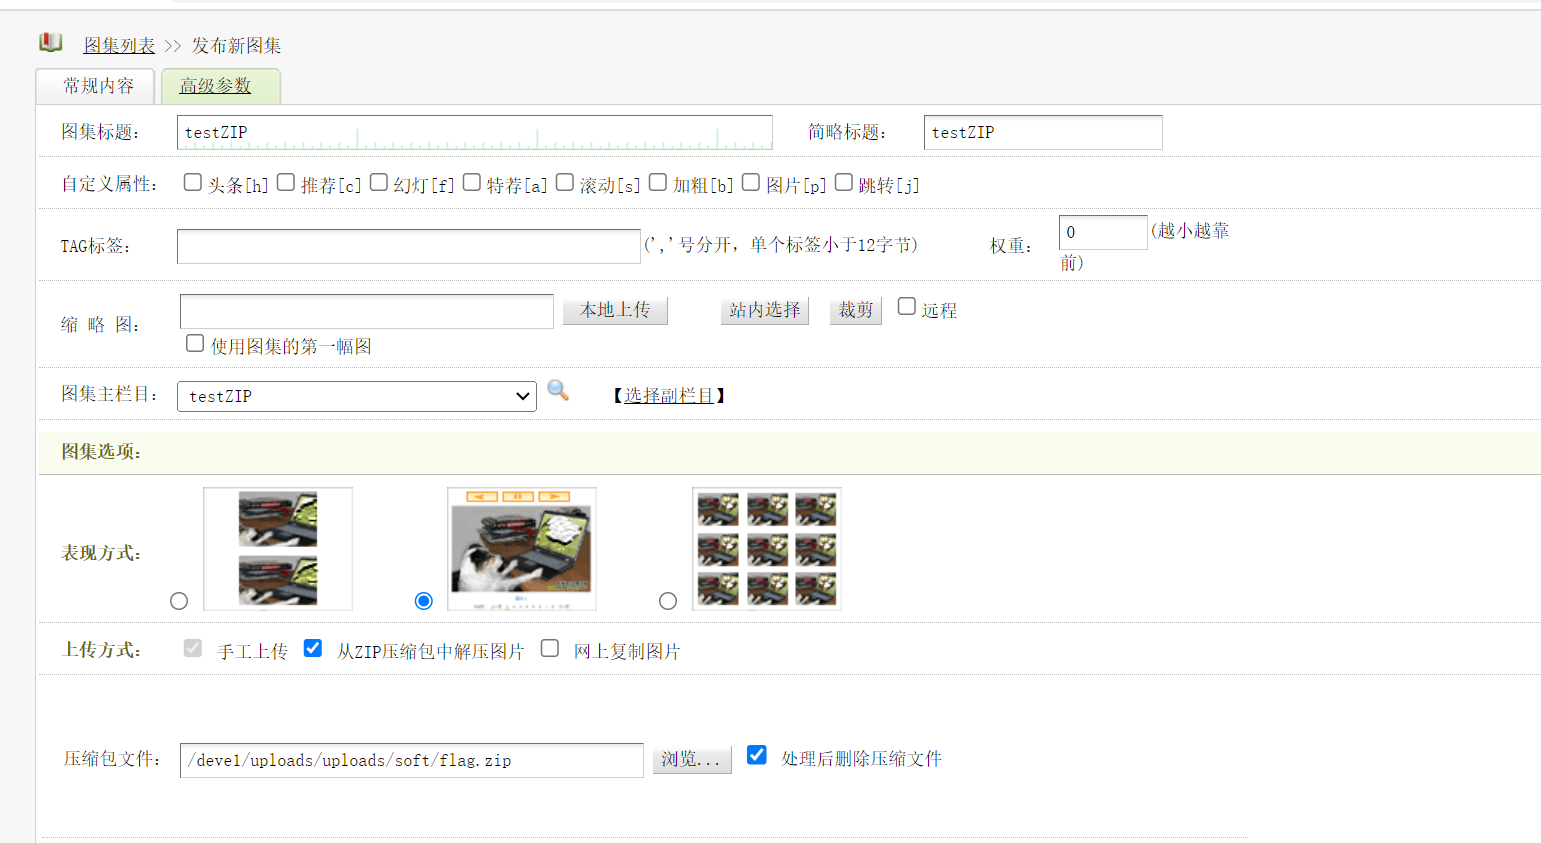 图集列表 >> 发布新图集
常规内容 高级参数
图集标题： testZIP 简略标题： testZIP
自定义属性： 头条[h] 推荐[c] 幻灯[f] 特荐[a] 滚动[s] 加粗[b] 图片[p] 跳转[j]
TAG标签： (','号分开，单个标签小于12字节) 权重： 0 (越小越靠
前)
缩 略 图： 本地上传 站内选择 裁剪 远程
使用图集的第一幅图
图集主栏目： testZIP 【选择副栏目】
图集选项：
表现方式：
上传方式： 手工上传 从ZIP压缩包中解压图片 网上复制图片
压缩包文件： /devel/uploads/uploads/soft/flag.zip 浏览... 处理后删除压缩文件